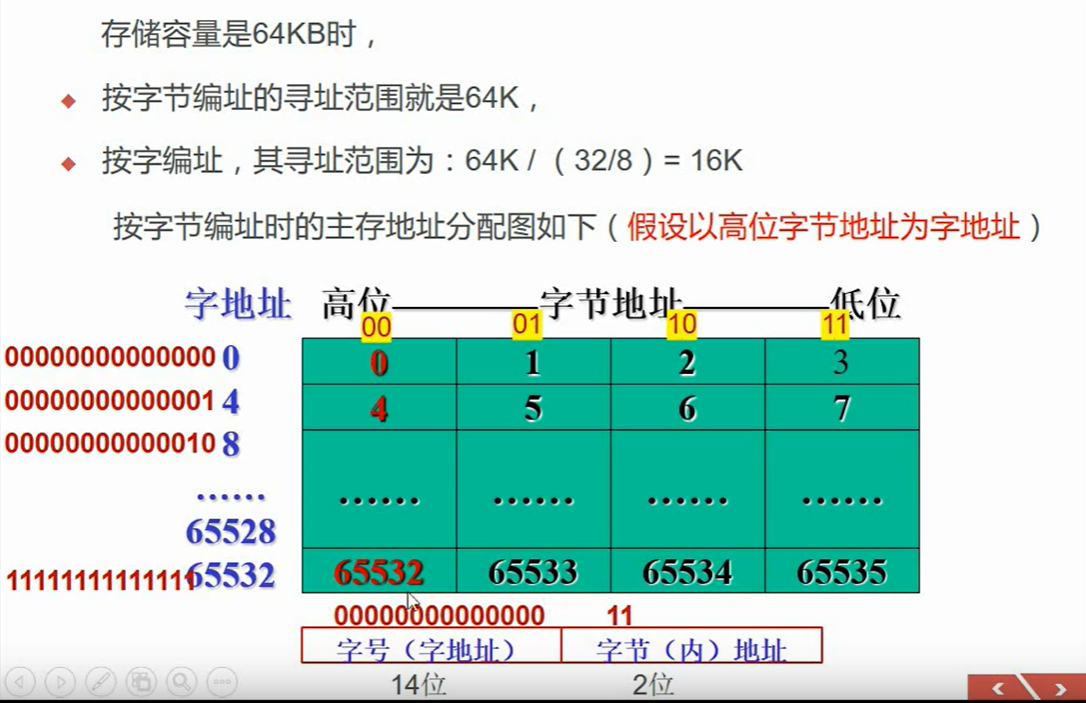 存储容量是64KB时，
按字节编址的寻址范围就是64K，
按字编址，其寻址范围为：64K /（32/8）= 16K
按字节编址时的主存地址分配图如下（假设以高位字节地址为字地址）
字地址 高位————字节地址————低位
00 01 10 11
00000000000000 0 0 1 2 3
00000000000001 4 4 5 6 7
00000000000010 8
…… …… …… …… ……
65528
11111111111111 65532 65532 65533 65534 65535
00000000000000 11
字号（字地址） 字节（内）地址
14位 2位